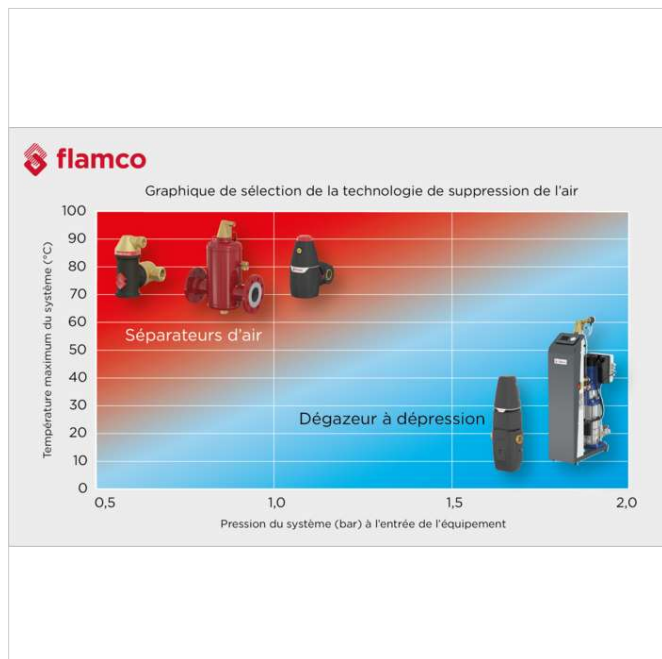 flamco
Graphique de sélection de la technologie de suppression de l'air
Température maximum du système (°C)
100
90
80
70
60
50
40
30
20
10
0
Séparateurs d'air
Dégazeur à dépression
0,5
1,0
1,5
2,0
Pression du système (bar) à l'entrée de l'équipement